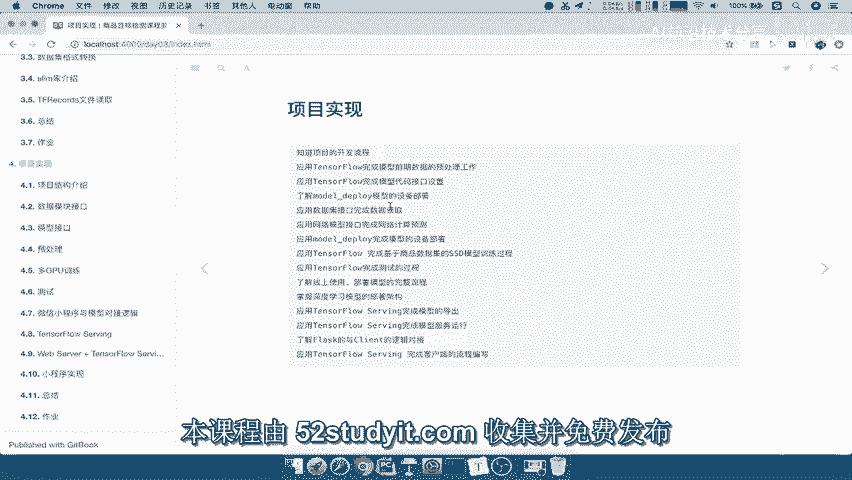 Chrome 文件 修改 视图 历史记录 书签 其他人 电动窗 帮助
100%
项目实现 | 商品目标检测课程
localhost:4000/day03/index.html
3.3. 数据集格式转换
3.4. slim库介绍
3.5. TFRecords文件读取
3.6. 总结
3.7. 作业
4. 项目实现
4.1. 项目结构介绍
4.2. 数据模块接口
4.3. 模型接口
4.4. 预处理
4.5. 多GPU训练
4.6. 测试
4.7. 微信小程序与模型对接逻辑
4.8. TensorFlow Serving
4.9. Web Server + TensorFlow Servi...
4.10. 小程序实现
4.11. 总结
4.12. 作业
Published with GitBook
项目实现
知道项目的开发流程
应用TensorFlow完成模型前期数据的预处理工作
应用TensorFlow完成模型代码接口设置
了解model_deploy模型的设备部署
应用数据集接口完成数据读取
应用网络模型接口完成网络计算预测
应用model_deploy完成模型的设备部署
应用TensorFlow 完成基于商品数据集的SSD模型训练过程
应用TensorFlow完成测试的过程
了解线上使用、部署模型的完整流程
掌握深度学习模型的部署架构
应用TensorFlow Serving完成模型的导出
应用TensorFlow Serving完成模型服务运行
了解Flask的与Client的逻辑对接
应用TensorFlow Serving 完成客户端的流程编写
本课程由 52studyit.com 收集并免费发布